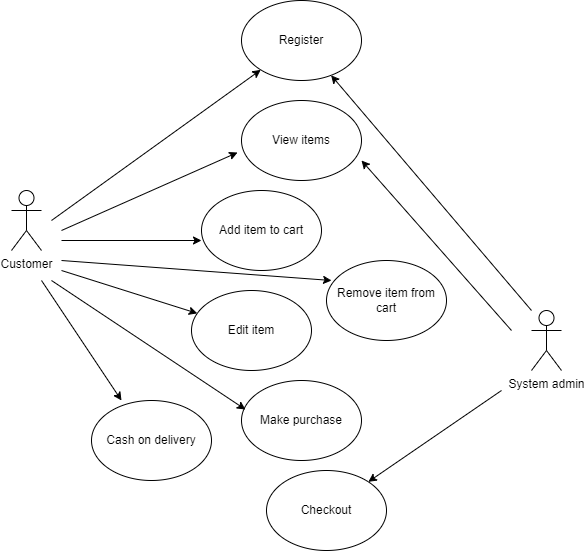 Register
View items
Add item to cart
Customer
Remove item from
cart
Edit item
System admin
Make purchase
Cash on delivery
Checkout